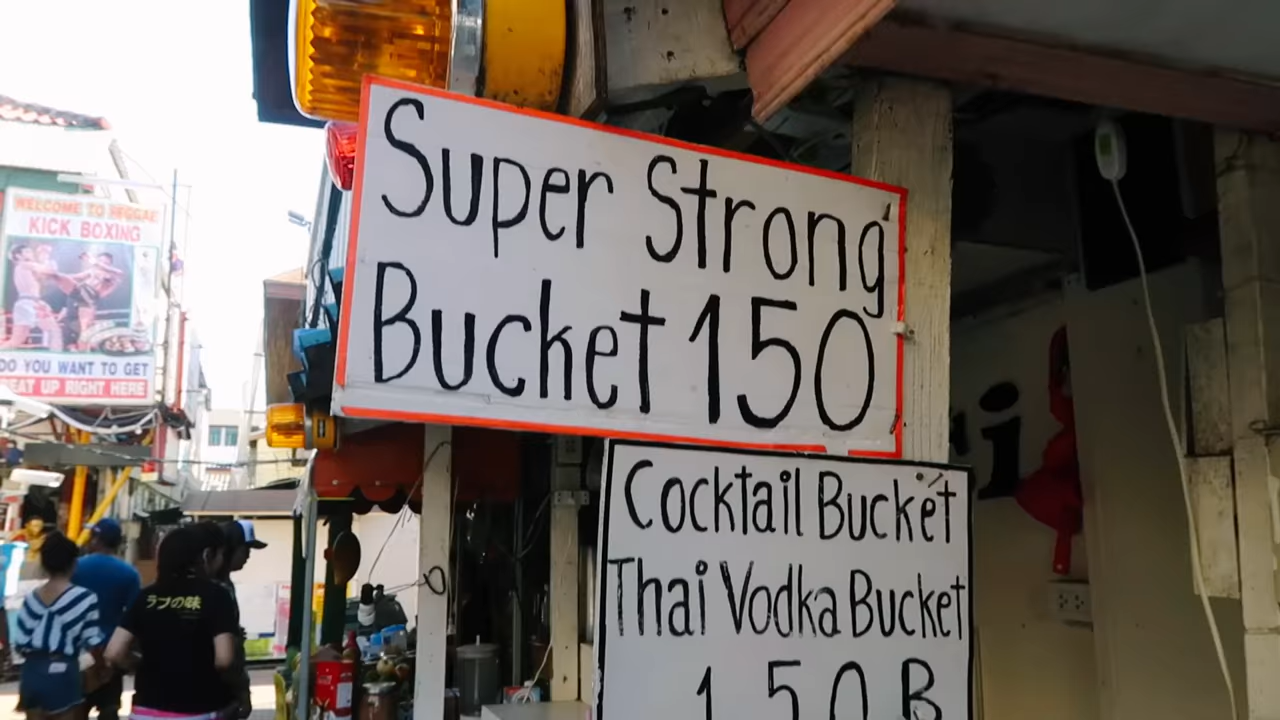 Super Strong
Bucket 150
Cocktail Bucket
Thai Vodka Bucket
150 B
WELCOME TO REGGAE
KICK BOXING
DO YOU WANT TO GET
BEAT UP RIGHT HERE
ラブの味